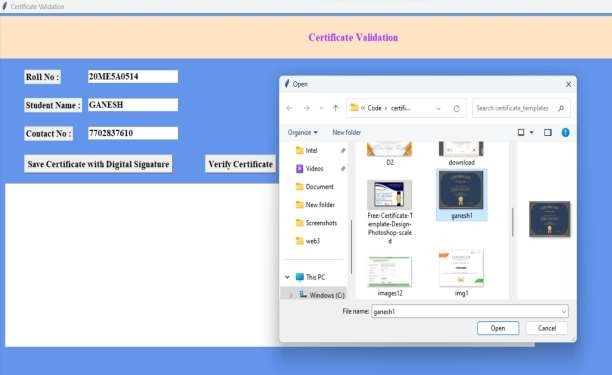 Certificate Validation
Certificate Validation
Roll No :
20ME5A0514
Student Name :
GANESH
Contact No :
7702837610
Save Certificate with Digital Signature
Verify Certificate
Open
« Code › certifi...
Search certificate_templates
Organize
New folder
Intel
Videos
Document
New folder
Screenshots
web3
This PC
Windows (C:)
D2
download
Free-Certificate-T
emplate-Design-
Photoshop-scale
d
ganesh1
images12
img1
File name:
ganesh1
Open
Cancel